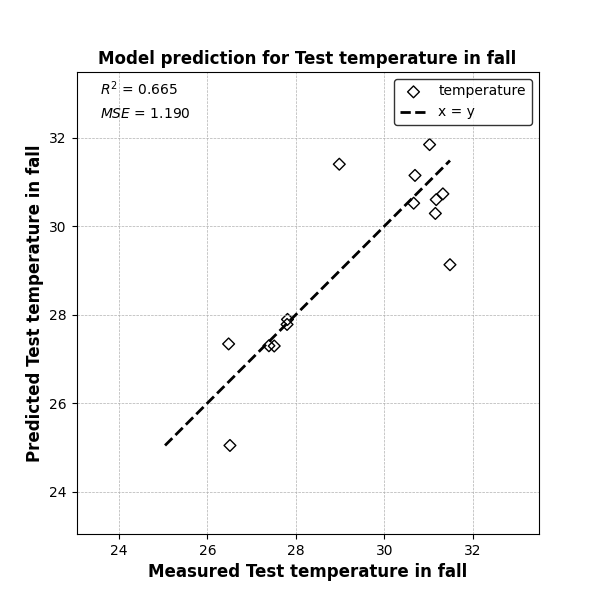 Model prediction for Test temperature in fall
R² = 0.665
MSE = 1.190
temperature
x = y
32
30
28
26
24
24 26 28 30 32
Predicted Test temperature in fall
Measured Test temperature in fall